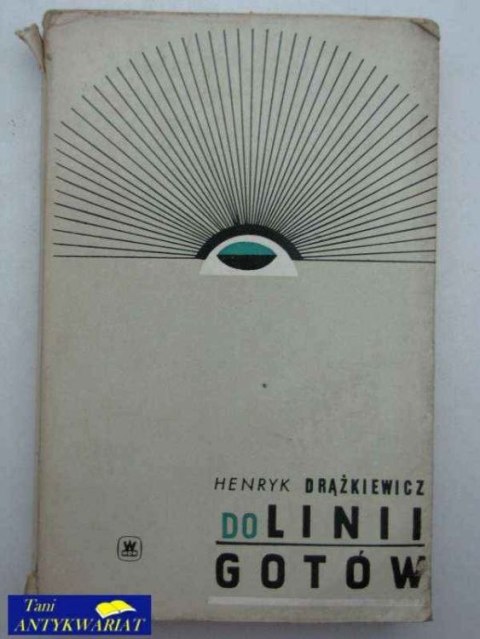 HENRYK DRĄŻKIEWICZ
DO LINII
GOTÓW
Tani
ANTYKWARIAT